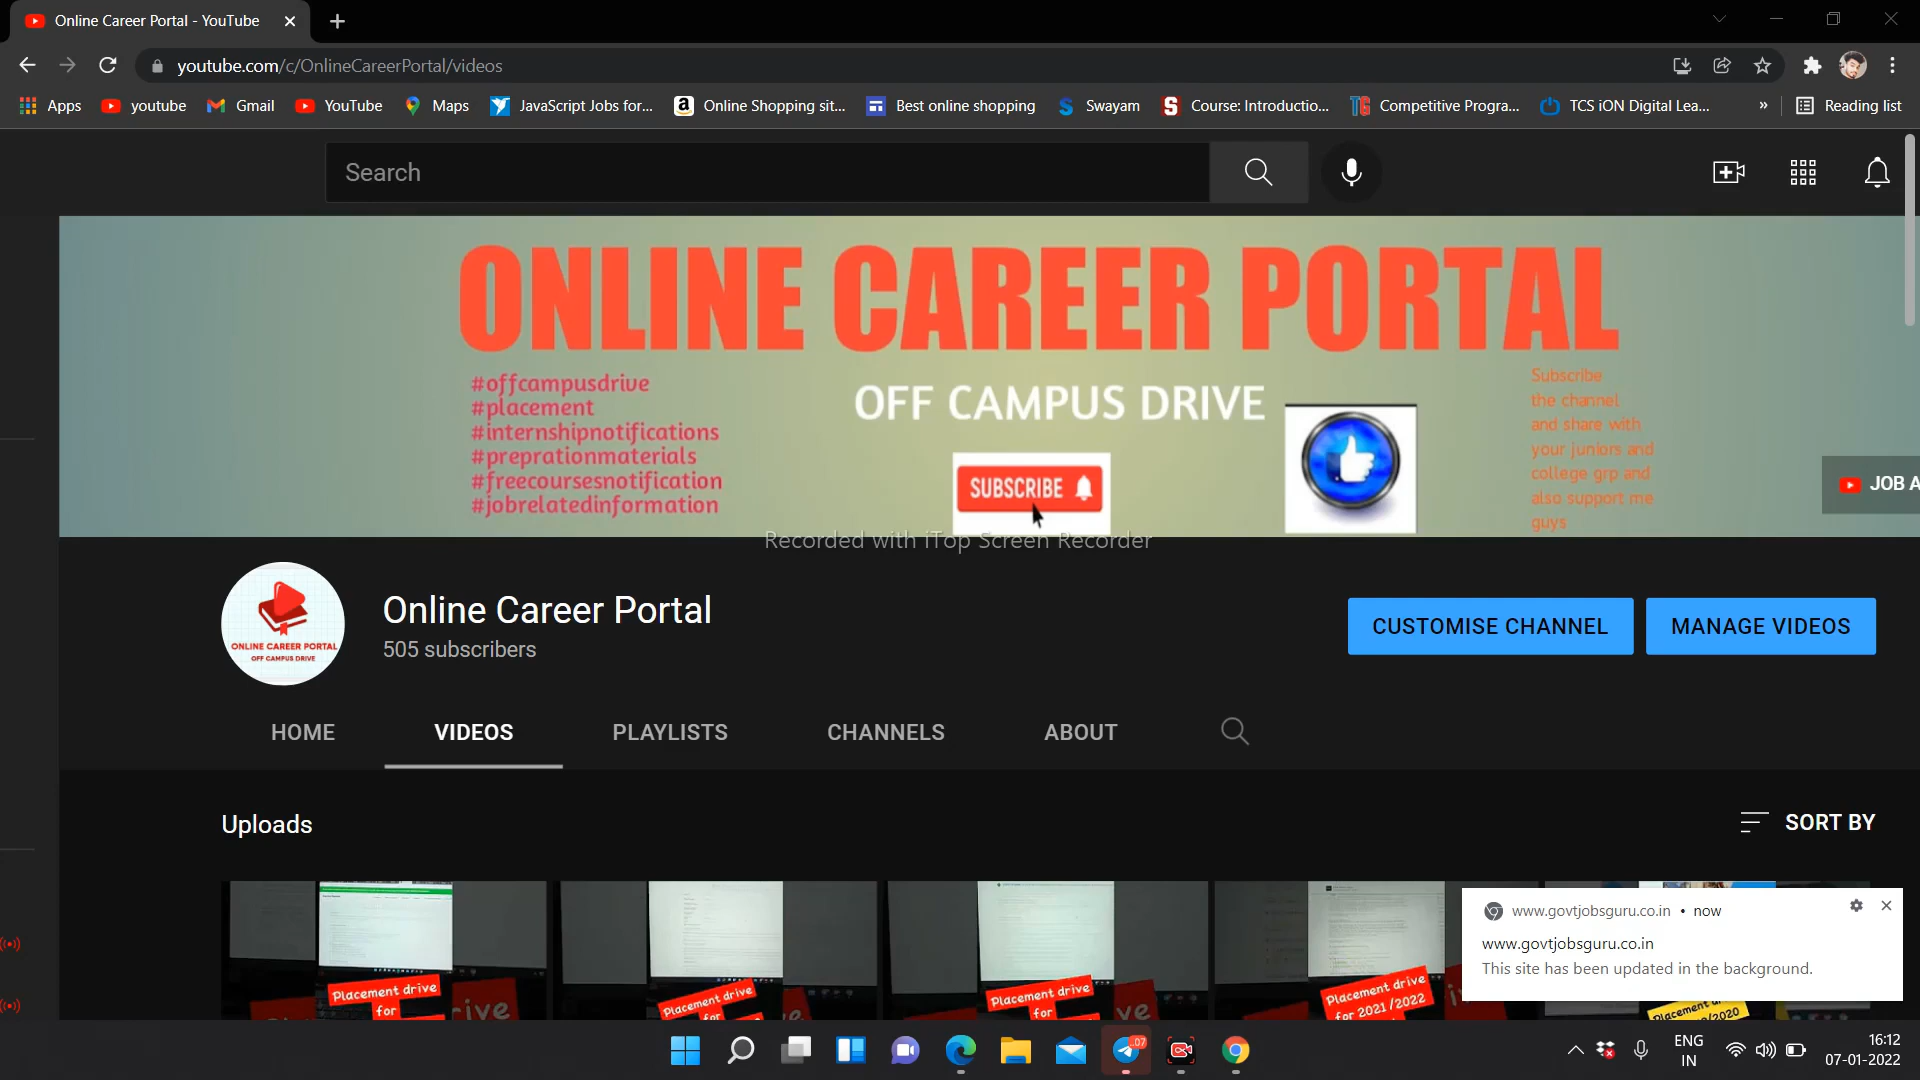 Online Career Portal - YouTube
youtube.com/c/OnlineCareerPortal/videos
Apps youtube Gmail YouTube Maps JavaScript Jobs for... Online Shopping sit... Best online shopping Swayam Course: Introductio... Competitive Progra... TCS iON Digital Lea... » Reading list
Search
ONLINE CAREER PORTAL
OFF CAMPUS DRIVE
#offcampusdrive
#placement
#internshipnotifications
#preprationmaterials
#freecoursesnotification
#jobrelatedinformation
SUBSCRIBE
Subscribe
the channel
and share with
your juniors and
college grp and
also support me
guys
JOB A
Recorded with iTop Screen Recorder
ONLINE CAREER PORTAL
OFF CAMPUS DRIVE
Online Career Portal
505 subscribers
CUSTOMISE CHANNEL MANAGE VIDEOS
HOME VIDEOS PLAYLISTS CHANNELS ABOUT
Uploads
SORT BY
Placement drive
for
Placement drive
for
Placement drive
for
Placement drive
for 2021 /2022
www.govtjobsguru.co.in • now
www.govtjobsguru.co.in
This site has been updated in the background.
ENG
IN
16:12
07-01-2022